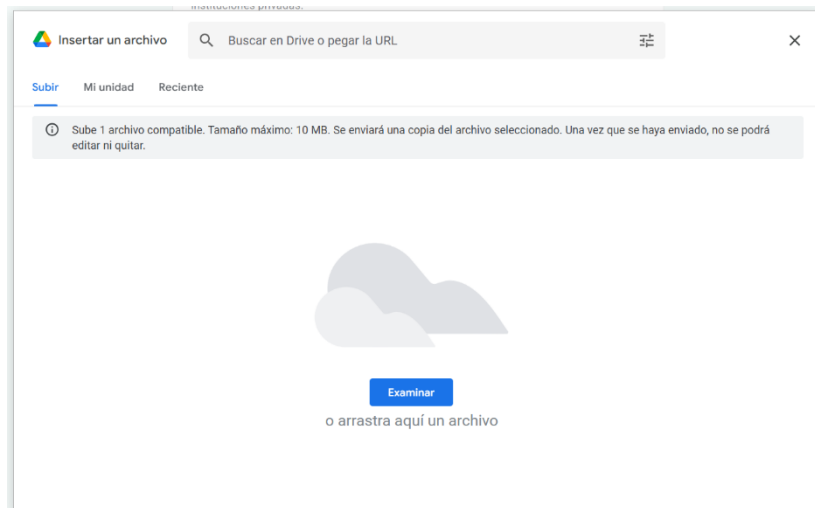 instituciones privadas.
Insertar un archivo
Buscar en Drive o pegar la URL
Subir Mi unidad Reciente
Sube 1 archivo compatible. Tamaño máximo: 10 MB. Se enviará una copia del archivo seleccionado. Una vez que se haya enviado, no se podrá
editar ni quitar.
Examinar
o arrastra aquí un archivo